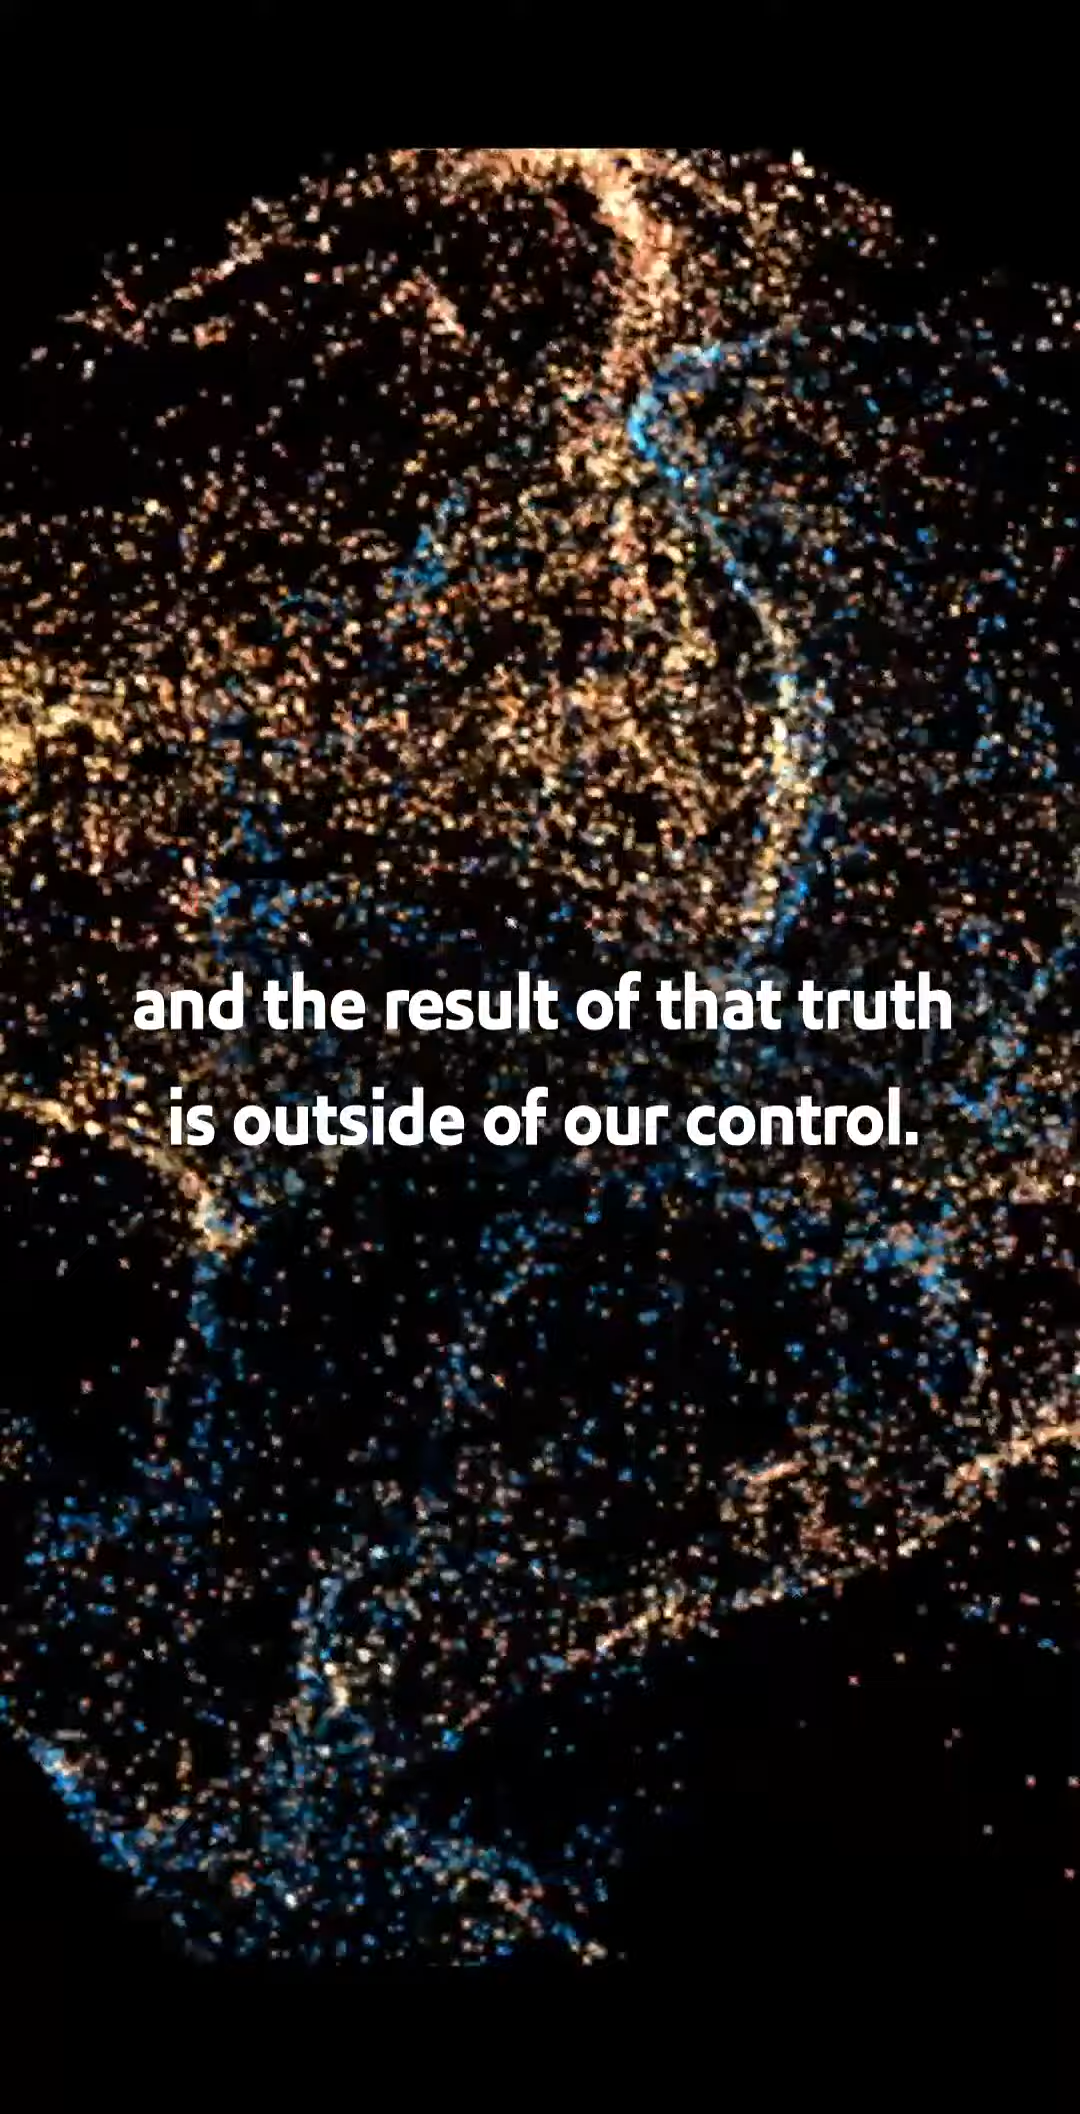 and the result of that truth
is outside of our control.